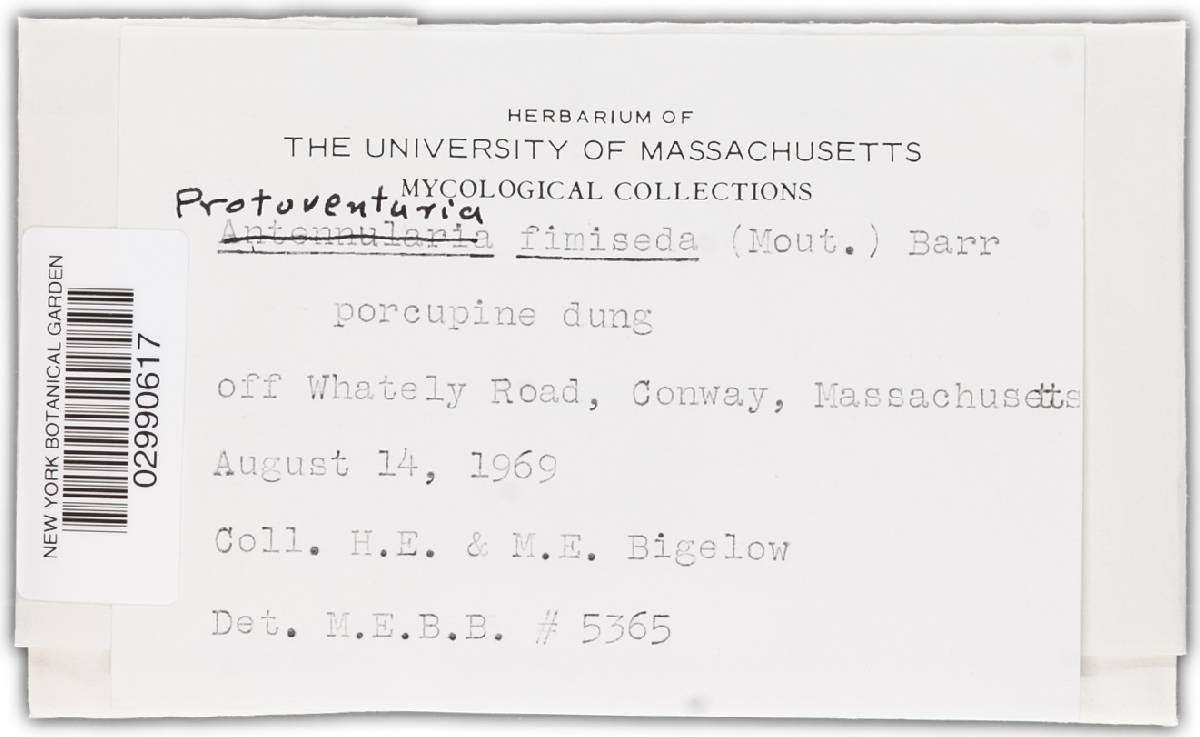 HERBARIUM OF
THE UNIVERSITY OF MASSACHUSETTS
MYCOLOGICAL COLLECTIONS
Protoventuria
Antennularia fimiseda (Mout.) Barr
porcupine dung
off Whately Road, Conway, Massachusetts
August 14, 1969
Coll. H.E. & M.E. Bigelow
Det. M.E.B.B. # 5365
NEW YORK BOTANICAL GARDEN
02990617